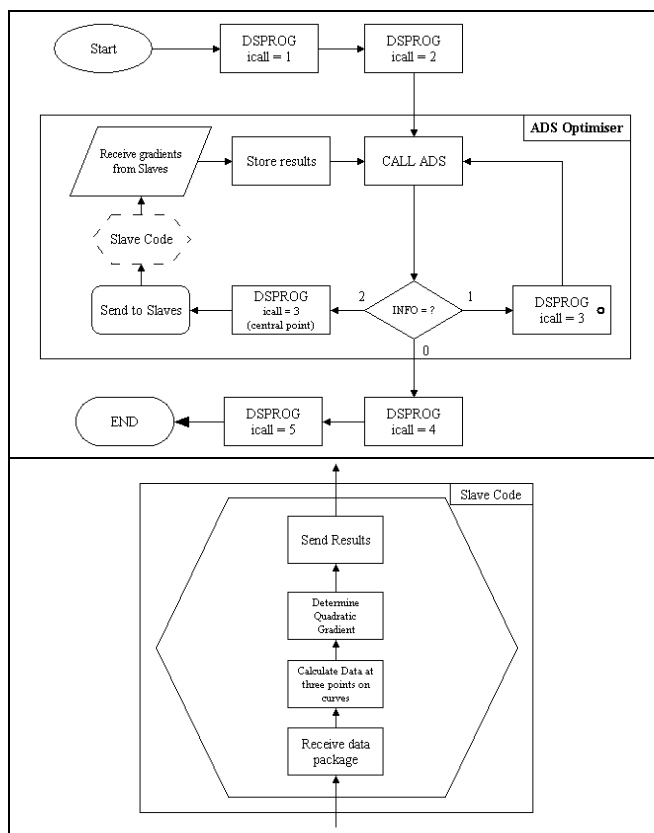 Start
DSPROG
icall = 1
DSPROG
icall = 2
ADS Optimiser
Receive gradients
from Slaves
Store results
CALL ADS
Slave Code
Send to Slaves
DSPROG
icall = 3
(central point)
2
INFO = ?
1
DSPROG
icall = 3
0
END
DSPROG
icall = 5
DSPROG
icall = 4
Slave Code
Send Results
Determine
Quadratic
Gradient
Calculate Data at
three points on
curves
Receive data
package